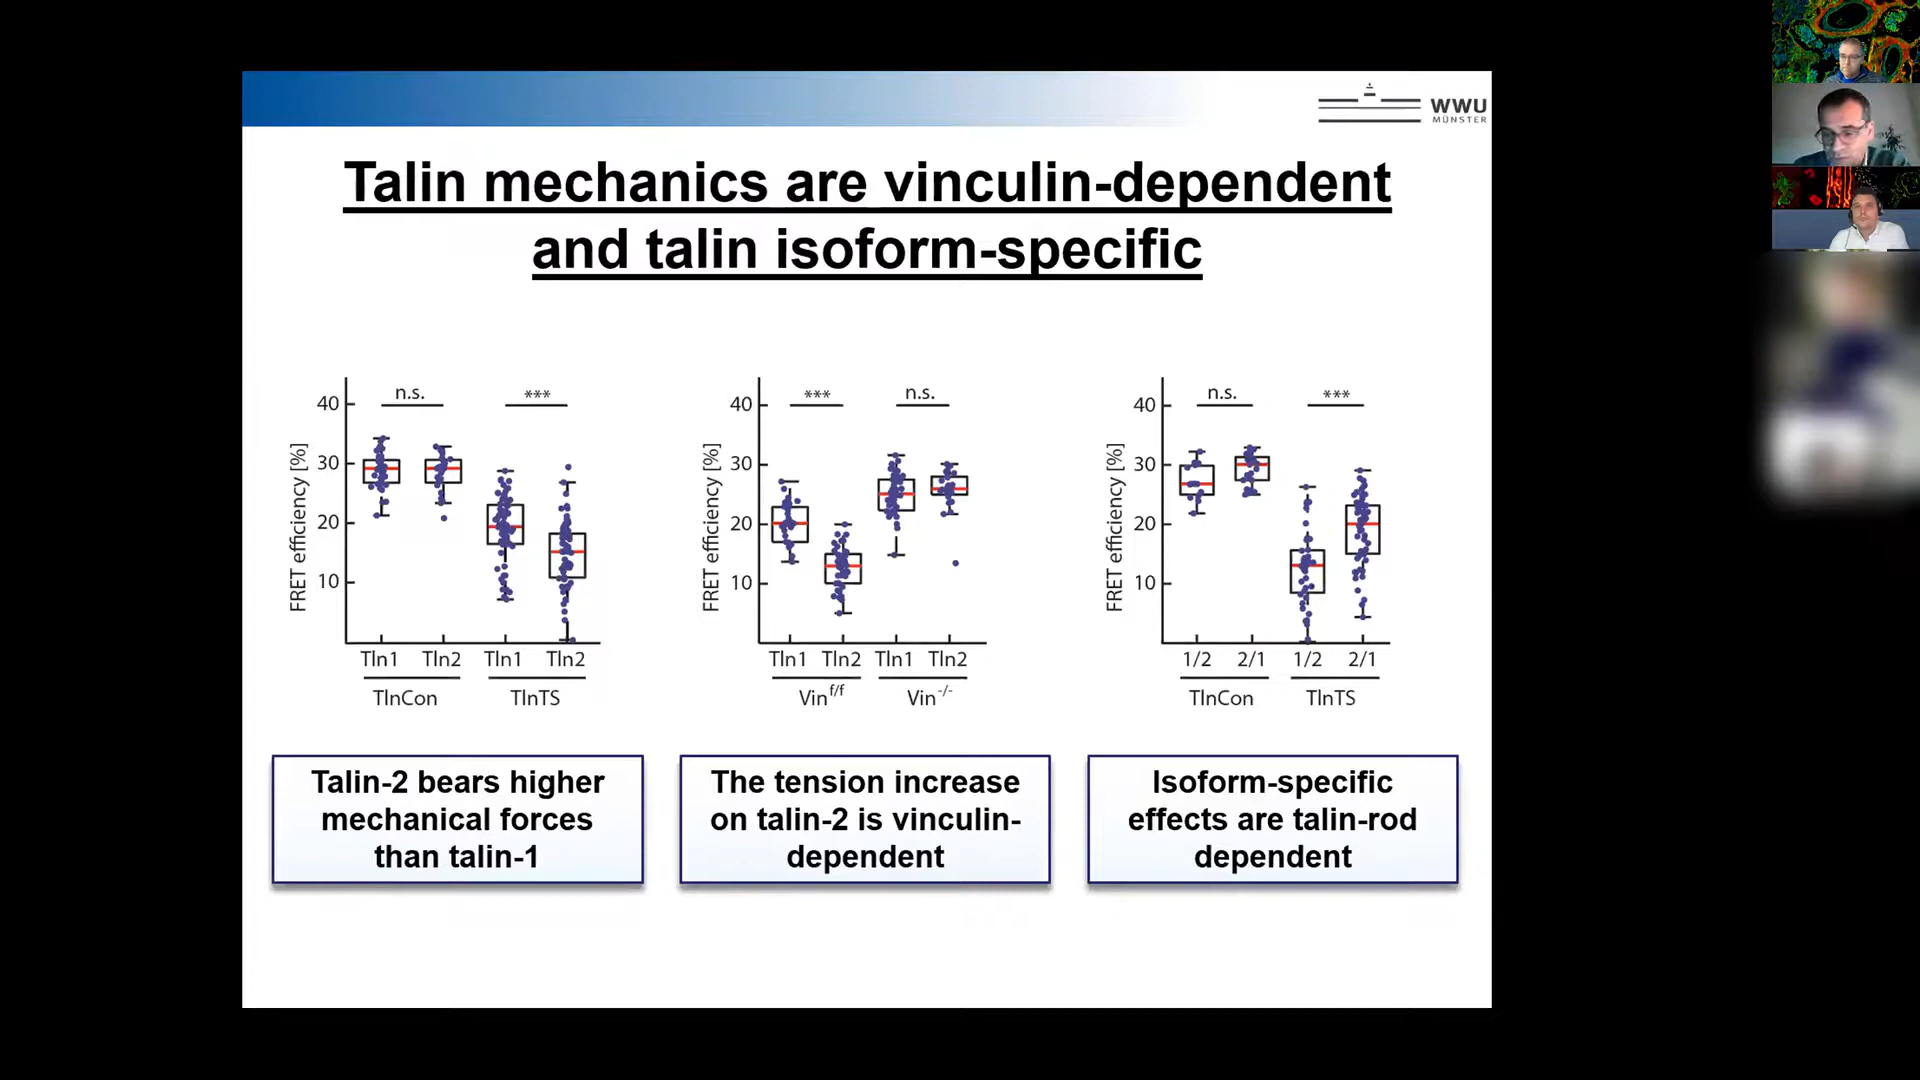 WWU
MÜNSTER
Talin mechanics are vinculin-dependent
and talin isoform-specific
FRET efficiency [%]
40
30
20
10
n.s.
***
Tln1
Tln2
Tln1
Tln2
TlnCon
TlnTS
FRET efficiency [%]
40
30
20
10
***
n.s.
Tln1
Tln2
Tln1
Tln2
Vin f/f
Vin -/-
FRET efficiency [%]
40
30
20
10
n.s.
***
1/2
2/1
1/2
2/1
TlnCon
TlnTS
Talin-2 bears higher
mechanical forces
than talin-1
The tension increase
on talin-2 is vinculin-
dependent
Isoform-specific
effects are talin-rod
dependent